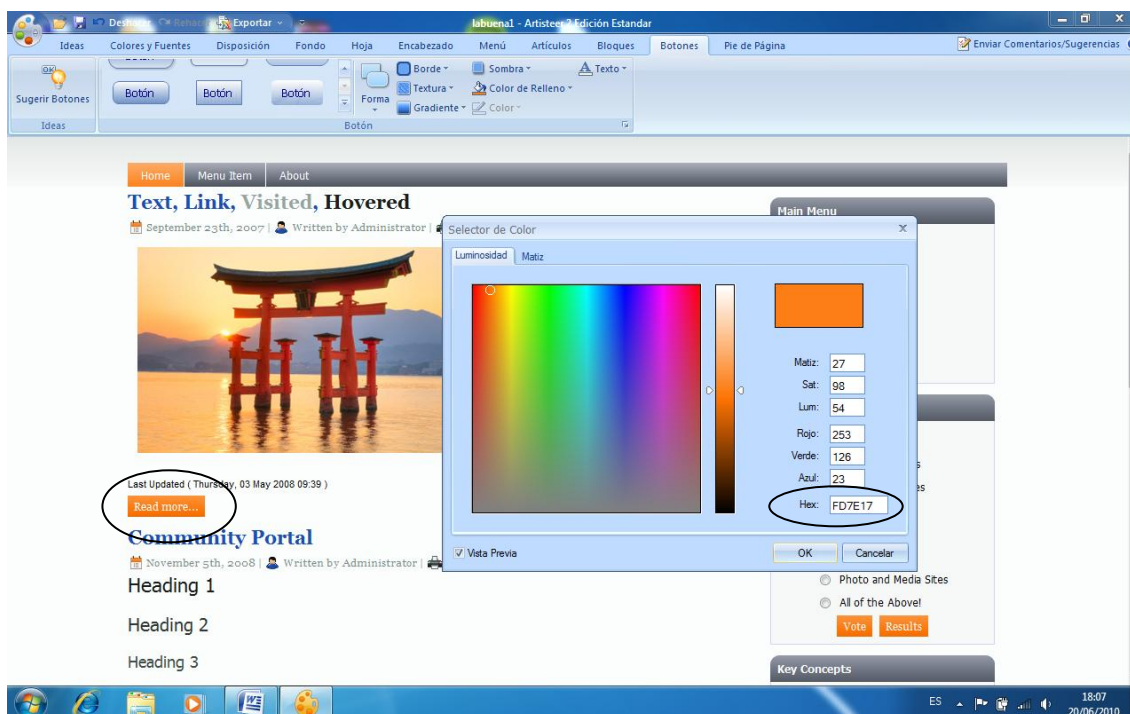 Deshacer Rehacer Exportar labuena1 - Artisteer 2 Edición Estandar
Ideas Colores y Fuentes Disposición Fondo Hoja Encabezado Menú Artículos Bloques Botones Pie de Página Enviar Comentarios/Sugerencias
Sugerir Botones
Ideas
Botón Botón Botón
Forma
Borde Sombra Texto
Textura Color de Relleno
Gradiente Color
Botón
Home Menu Item About
Text, Link, Visited, Hovered
September 23th, 2007 | Written by Administrator |
Last Updated ( Thursday, 03 May 2008 09:39 )
Read more...
Community Portal
November 5th, 2008 | Written by Administrator |
Heading 1
Heading 2
Heading 3
Main Menu
Selector de Color
Luminosidad Matiz
Matiz: 27
Sat: 98
Lum: 54
Rojo: 253
Verde: 126
Azul: 23
Hex: FD7E17
Vista Previa OK Cancelar
Photo and Media Sites
All of the Above!
Vote Results
Key Concepts
ES 18:07
20/06/2010